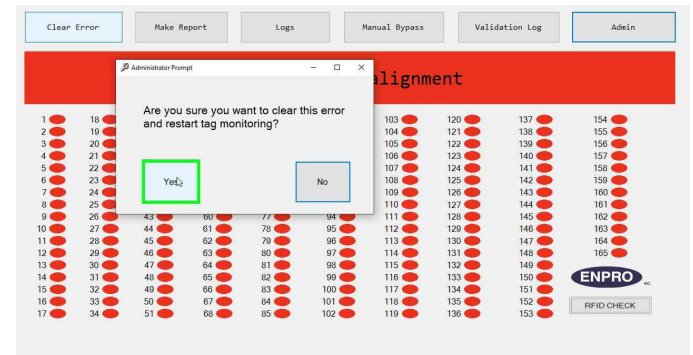 Clear Error Make Report Logs Manual Bypass Validation Log Admin
Administrator Prompt
alignment
Are you sure you want to clear this error
and restart tag monitoring?
Yes No
1 18 103 120 137 154
2 19 104 121 138 155
3 20 105 122 139 156
4 21 106 123 140 157
5 22 107 124 141 158
6 23 108 125 142 159
7 24 109 126 143 160
8 25 110 127 144 161
9 26 43 60 77 94 111 128 145 162
10 27 44 61 78 95 112 129 146 163
11 28 45 62 79 96 113 130 147 164
12 29 46 63 80 97 114 131 148 165
13 30 47 64 81 98 115 132 149
14 31 48 65 82 99 116 133 150
15 32 49 66 83 100 117 134 151
16 33 50 67 84 101 118 135 152
17 34 51 68 85 102 119 136 153
ENPRO INC.
RFID CHECK